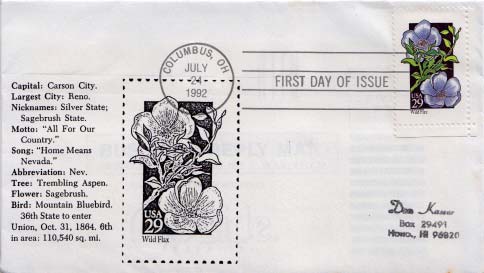 Capital: Carson City.
Largest City: Reno.
Nicknames: Silver State;
Sagebrush State.
Motto: "All For Our
Country."
Song: "Home Means
Nevada."
Abbreviation: Nev.
Tree: Trembling Aspen.
Flower: Sagebrush.
Bird: Mountain Bluebird.
36th State to enter
Union, Oct. 31, 1864. 6th
in area: 110,540 sq. mi.
USA
29
Wild Flax
COLUMBUS, OH
JULY
24
1992
FIRST DAY OF ISSUE
USA
29
Wild Flax
Box 29491
Hono., HI 96820